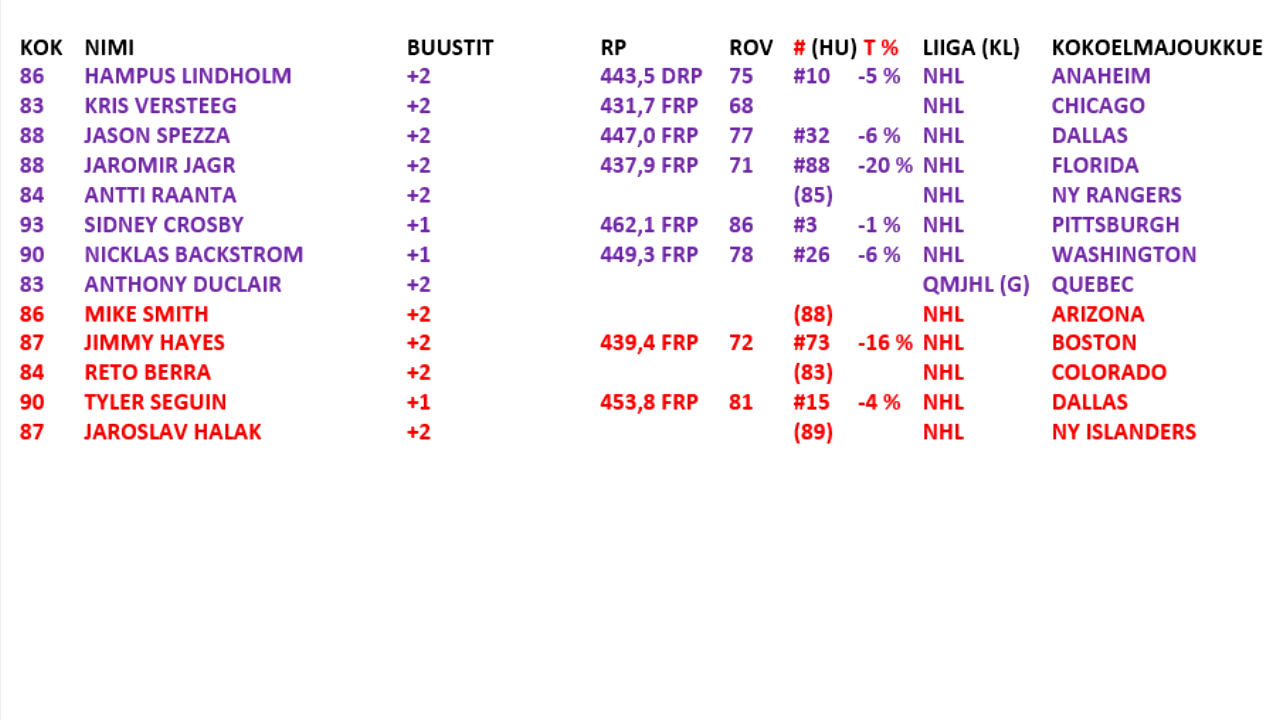 KOK NIMI BUUSTIT RP ROV # (HU) T % LIIGA (KL) KOKOELMAJOUKKUE
86 HAMPUS LINDHOLM +2 443,5 DRP 75 #10 -5 % NHL ANAHEIM
83 KRIS VERSTEEG +2 431,7 FRP 68 NHL CHICAGO
88 JASON SPEZZA +2 447,0 FRP 77 #32 -6 % NHL DALLAS
88 JAROMIR JAGR +2 437,9 FRP 71 #88 -20 % NHL FLORIDA
84 ANTTI RAANTA +2 (85) NHL NY RANGERS
93 SIDNEY CROSBY +1 462,1 FRP 86 #3 -1 % NHL PITTSBURGH
90 NICKLAS BACKSTROM +1 449,3 FRP 78 #26 -6 % NHL WASHINGTON
83 ANTHONY DUCLAIR +2 QMJHL (G) QUEBEC
86 MIKE SMITH +2 (88) NHL ARIZONA
87 JIMMY HAYES +2 439,4 FRP 72 #73 -16 % NHL BOSTON
84 RETO BERRA +2 (83) NHL COLORADO
90 TYLER SEGUIN +1 453,8 FRP 81 #15 -4 % NHL DALLAS
87 JAROSLAV HALAK +2 (89) NHL NY ISLANDERS